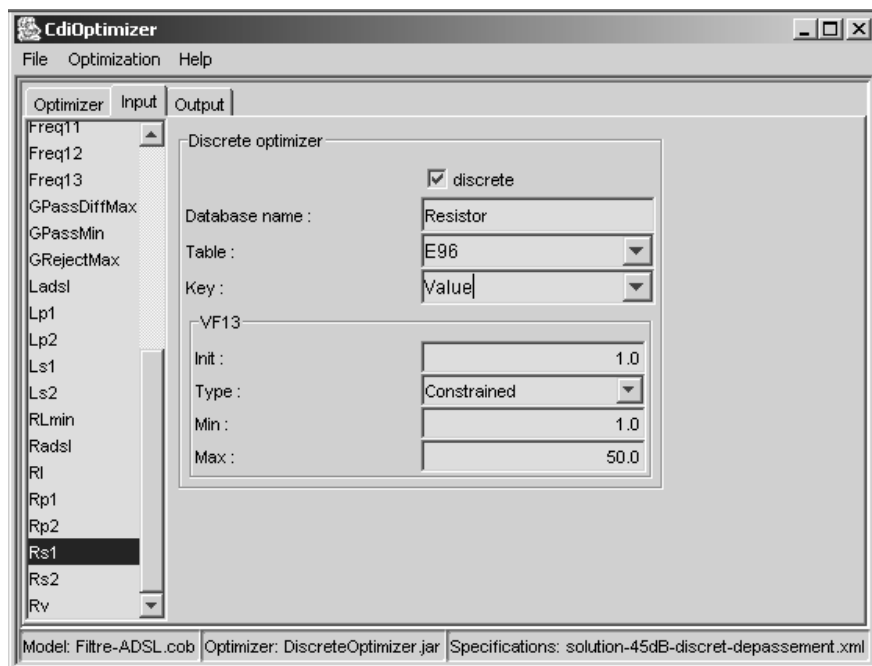 CdiOptimizer
File Optimization Help
Optimizer Input Output
Freq11
Freq12
Freq13
GPassDiffMax
GPassMin
GRejectMax
Ladsl
Lp1
Lp2
Ls1
Ls2
RLmin
Radsl
Rl
Rp1
Rp2
Rs1
Rs2
Rv
Discrete optimizer
discrete
Database name : Resistor
Table : E96
Key : Value
VF13
Init : 1.0
Type : Constrained
Min : 1.0
Max : 50.0
Model: Filtre-ADSL.cob Optimizer: DiscreteOptimizer.jar Specifications: solution-45dB-discret-depassement.xml